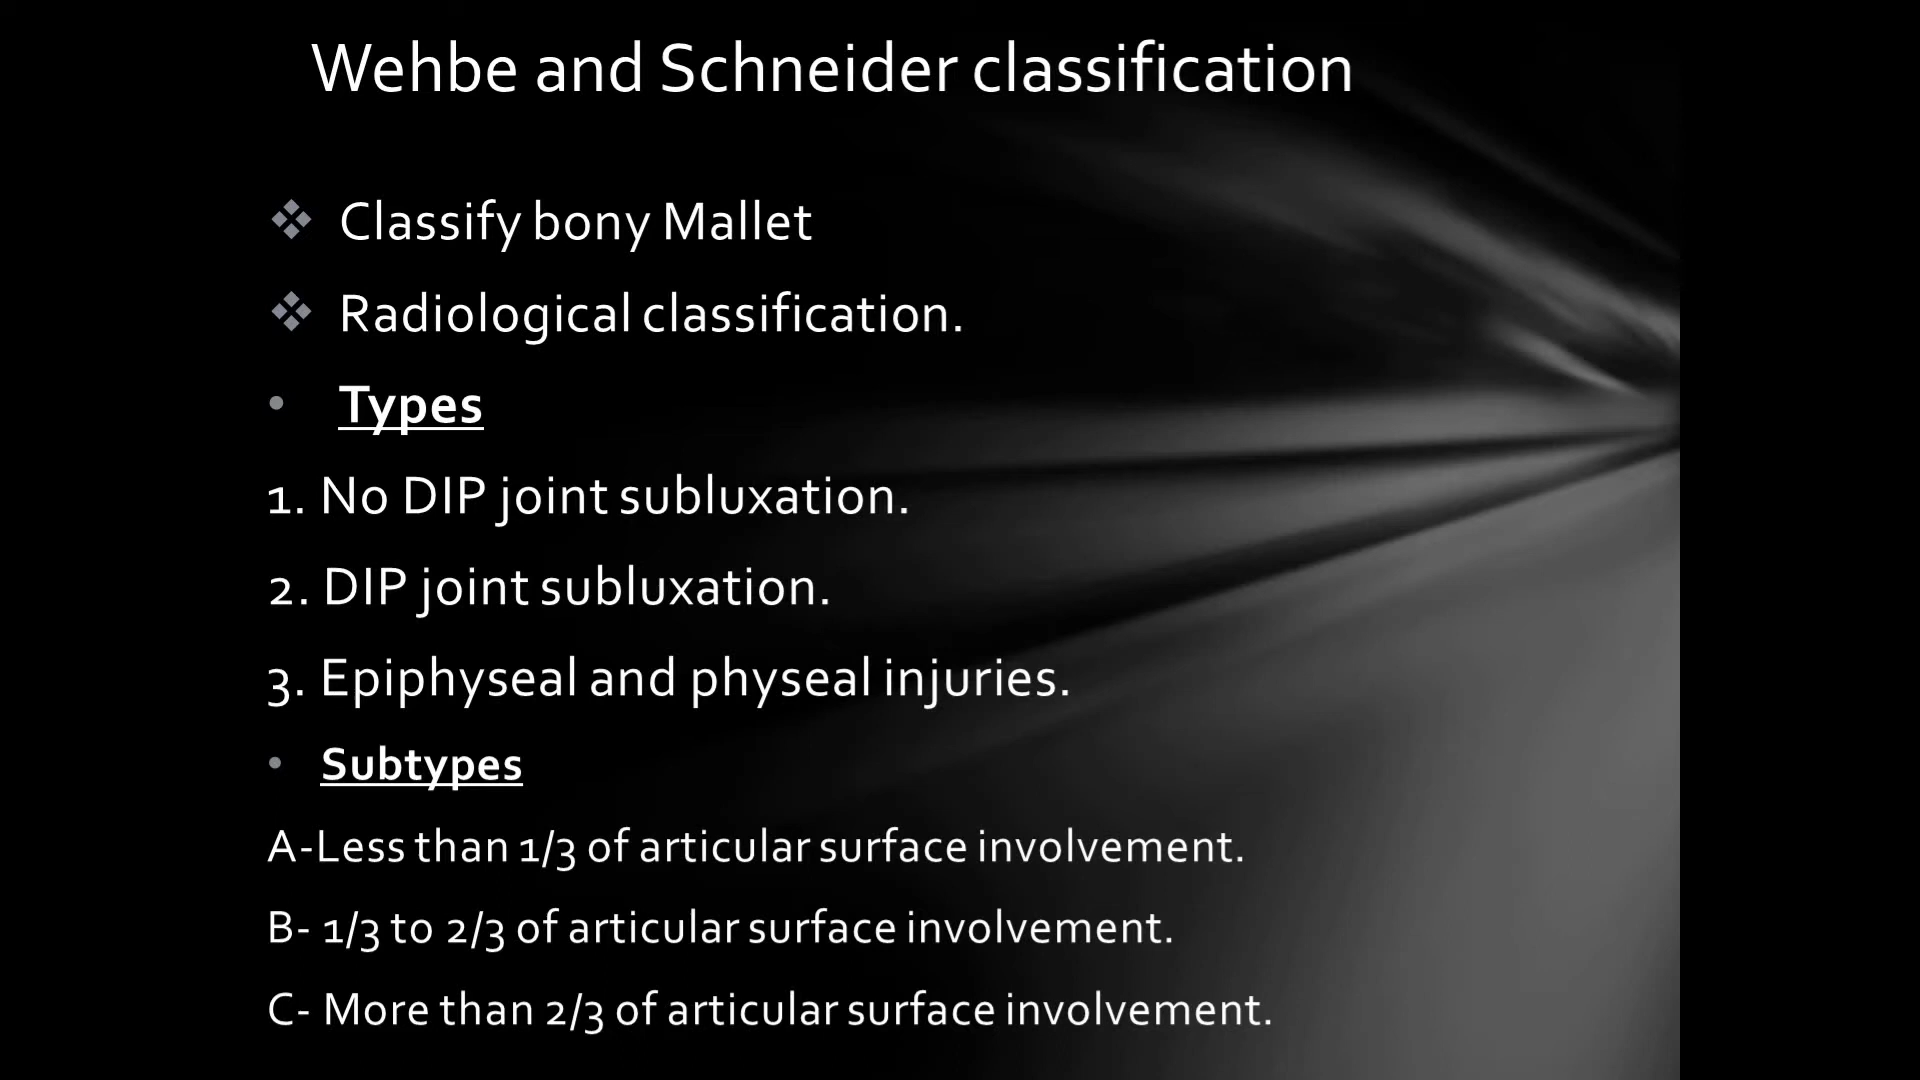 Wehbe and Schneider classification
❖ Classify bony Mallet
❖ Radiological classification.
• Types
1. No DIP joint subluxation.
2. DIP joint subluxation.
3. Epiphyseal and physeal injuries.
• Subtypes
A-Less than 1/3 of articular surface involvement.
B- 1/3 to 2/3 of articular surface involvement.
C- More than 2/3 of articular surface involvement.